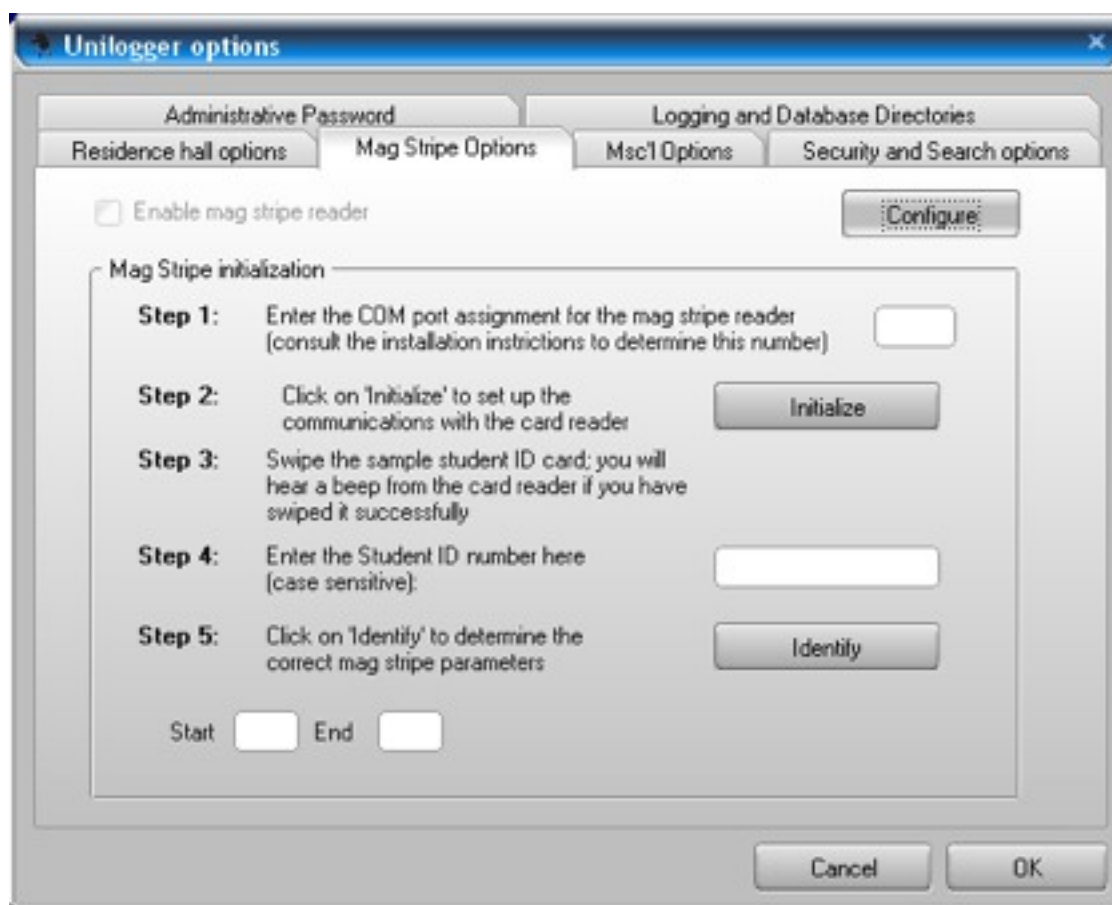 Unilogger options
Administrative Password
Logging and Database Directories
Residence hall options
Mag Stripe Options
Msc'l Options
Security and Search options
Enable mag stripe reader
Configure
Mag Stripe initialization
Step 1:
Enter the COM port assignment for the mag stripe reader
(consult the installation instrictions to determine this number)
Step 2:
Click on 'Initialize' to set up the
communications with the card reader
Initialize
Step 3:
Swipe the sample student ID card; you will
hear a beep from the card reader if you have
swiped it successfully
Step 4:
Enter the Student ID number here
(case sensitive):
Step 5:
Click on 'Identify' to determine the
correct mag stripe parameters
Identify
Start
End
Cancel
OK